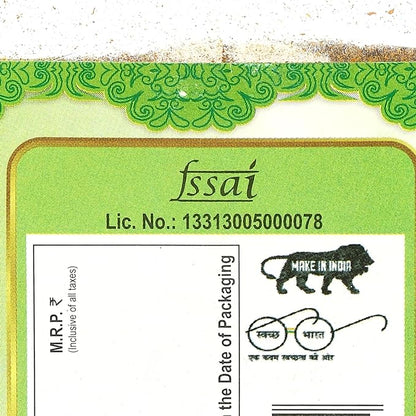 fssai
Lic. No.: 13313005000078
M.R.P. ₹
(Inclusive of all taxes)
the Date of Packaging
MAKE IN INDIA
स्वच्छ भारत
एक कदम स्वच्छता की ओर